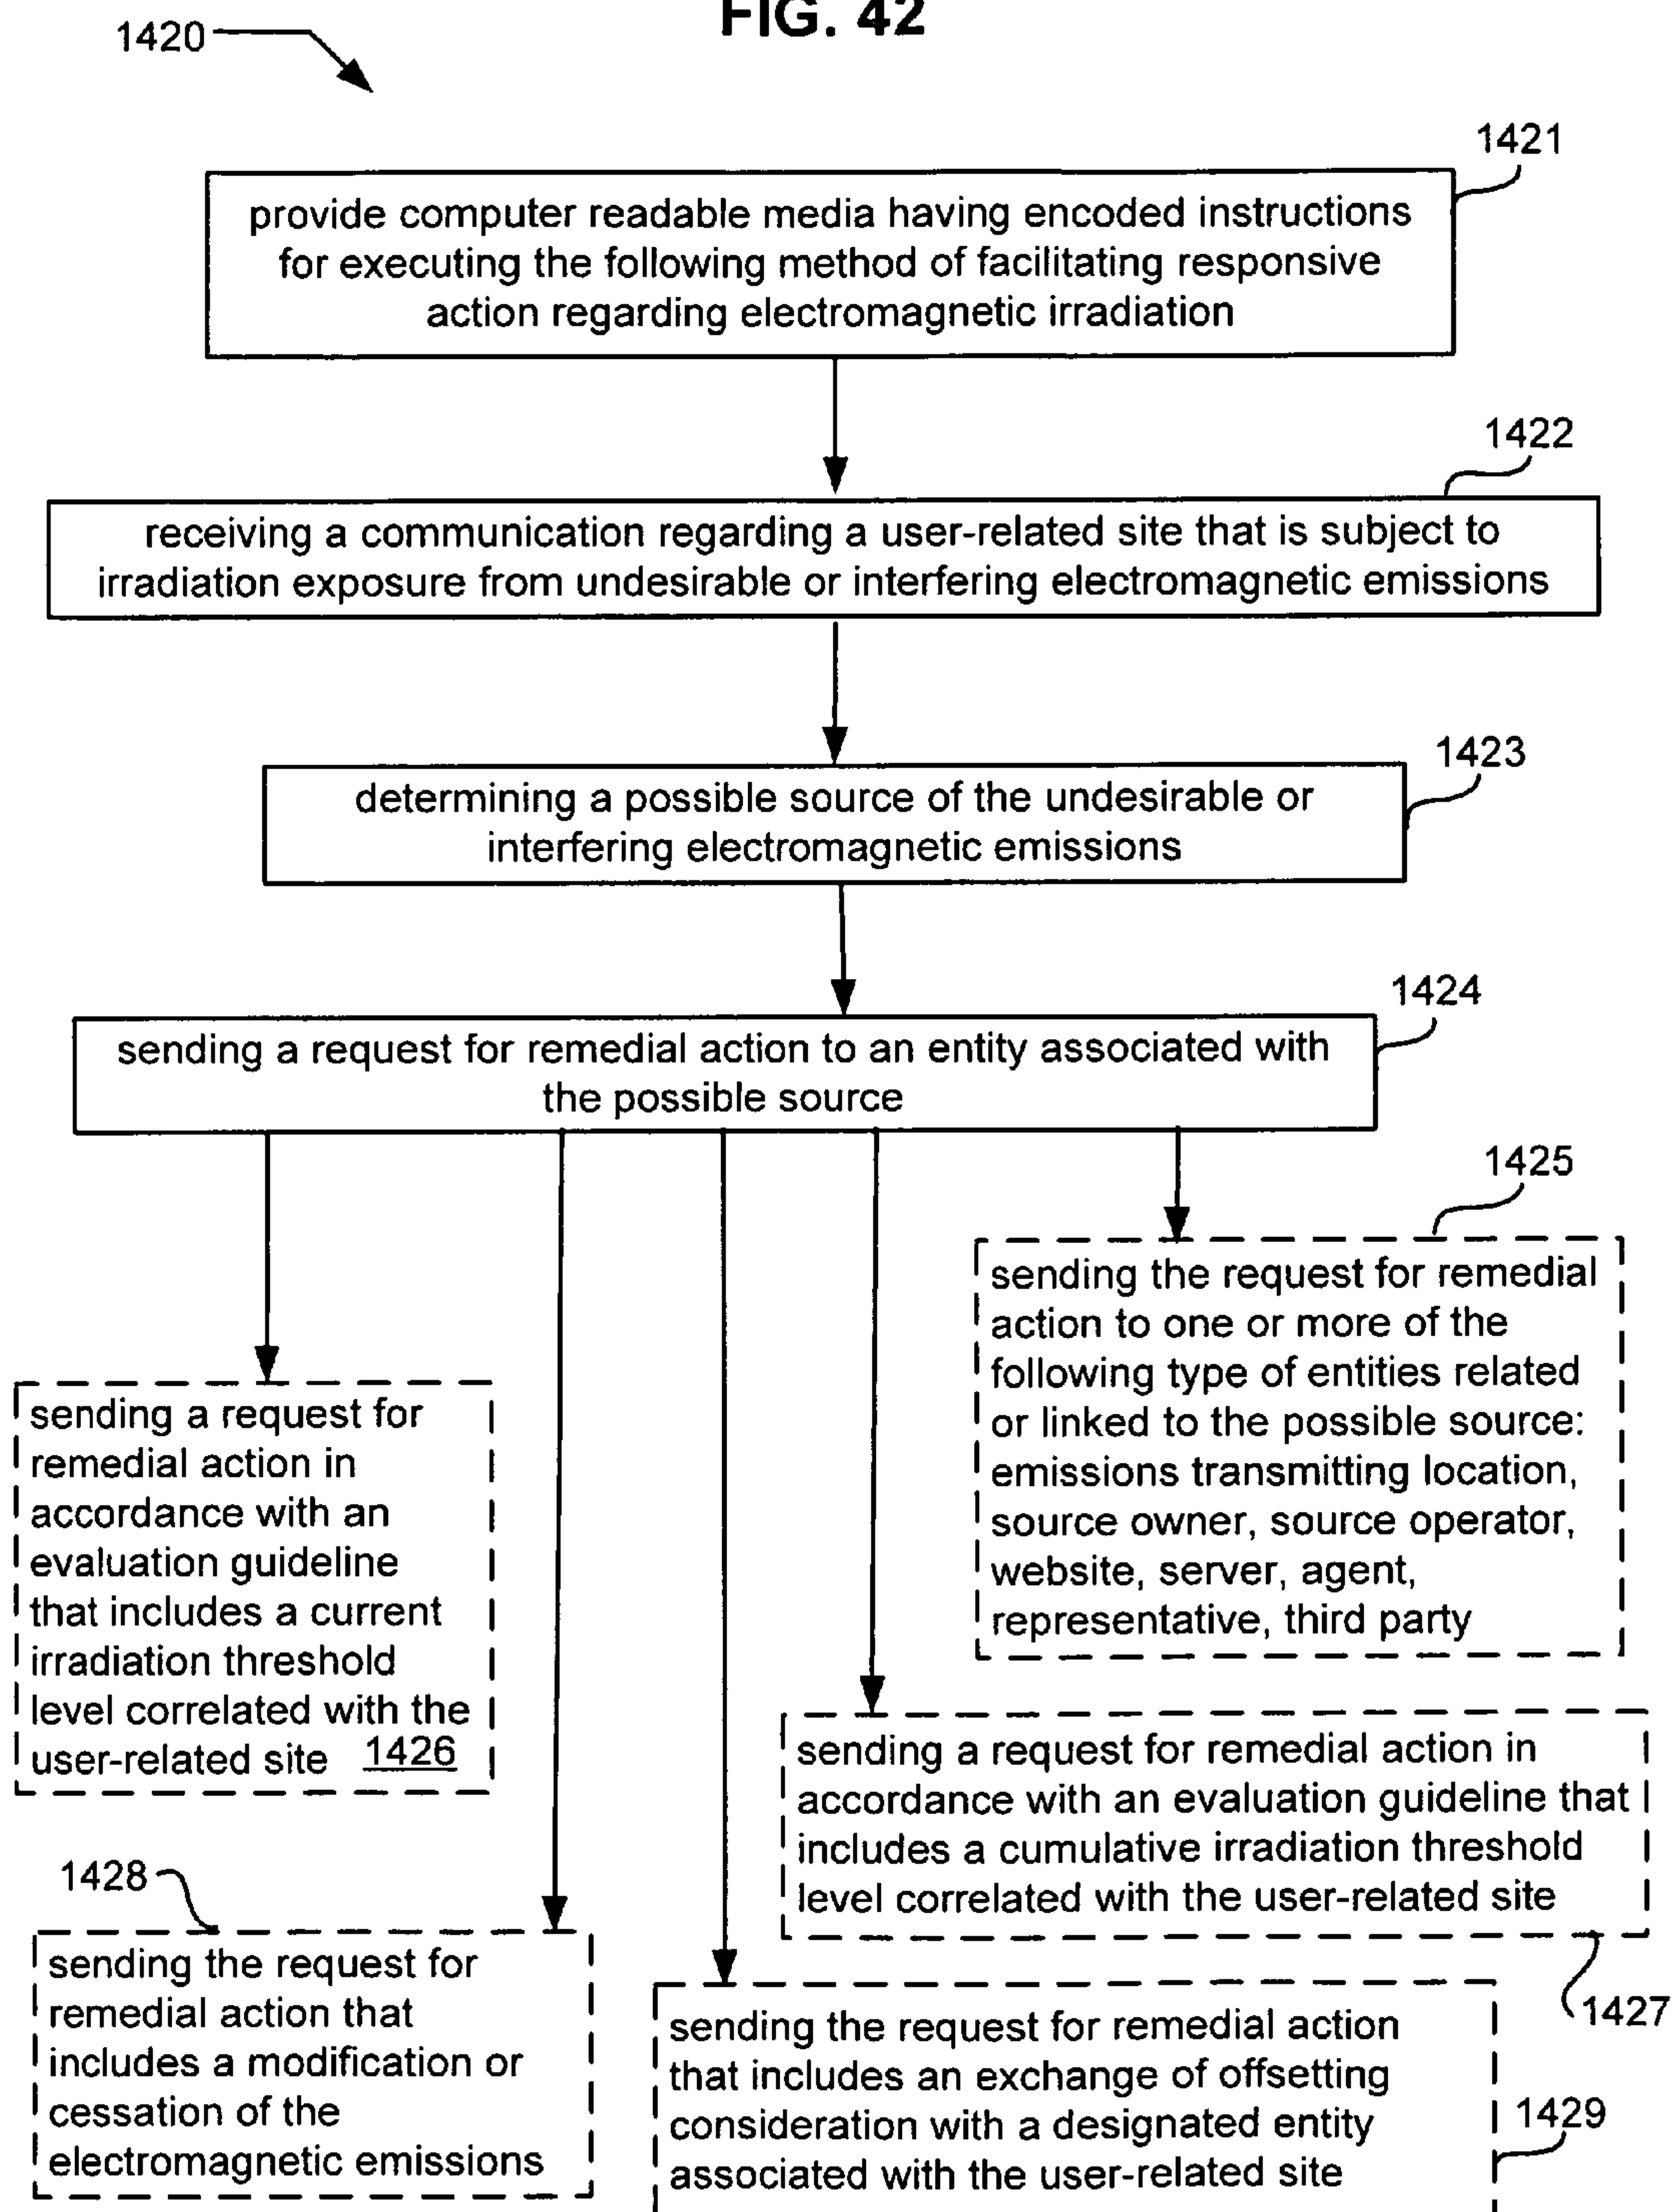 FIG. 42
1420
1421
provide computer readable media having encoded instructions
for executing the following method of facilitating responsive
action regarding electromagnetic irradiation
1422
receiving a communication regarding a user-related site that is subject to
irradiation exposure from undesirable or interfering electromagnetic emissions
1423
determining a possible source of the undesirable or
interfering electromagnetic emissions
1424
sending a request for remedial action to an entity associated with
the possible source
1425
sending the request for remedial
action to one or more of the
following type of entities related
or linked to the possible source:
emissions transmitting location,
source owner, source operator,
website, server, agent,
representative, third party
sending a request for
remedial action in
accordance with an
evaluation guideline
that includes a current
irradiation threshold
level correlated with the
user-related site 1426
sending a request for remedial action in
accordance with an evaluation guideline that
includes a cumulative irradiation threshold
level correlated with the user-related site
1427
1428
sending the request for
remedial action that
includes a modification or
cessation of the
electromagnetic emissions
sending the request for remedial action
that includes an exchange of offsetting
consideration with a designated entity
associated with the user-related site
1429